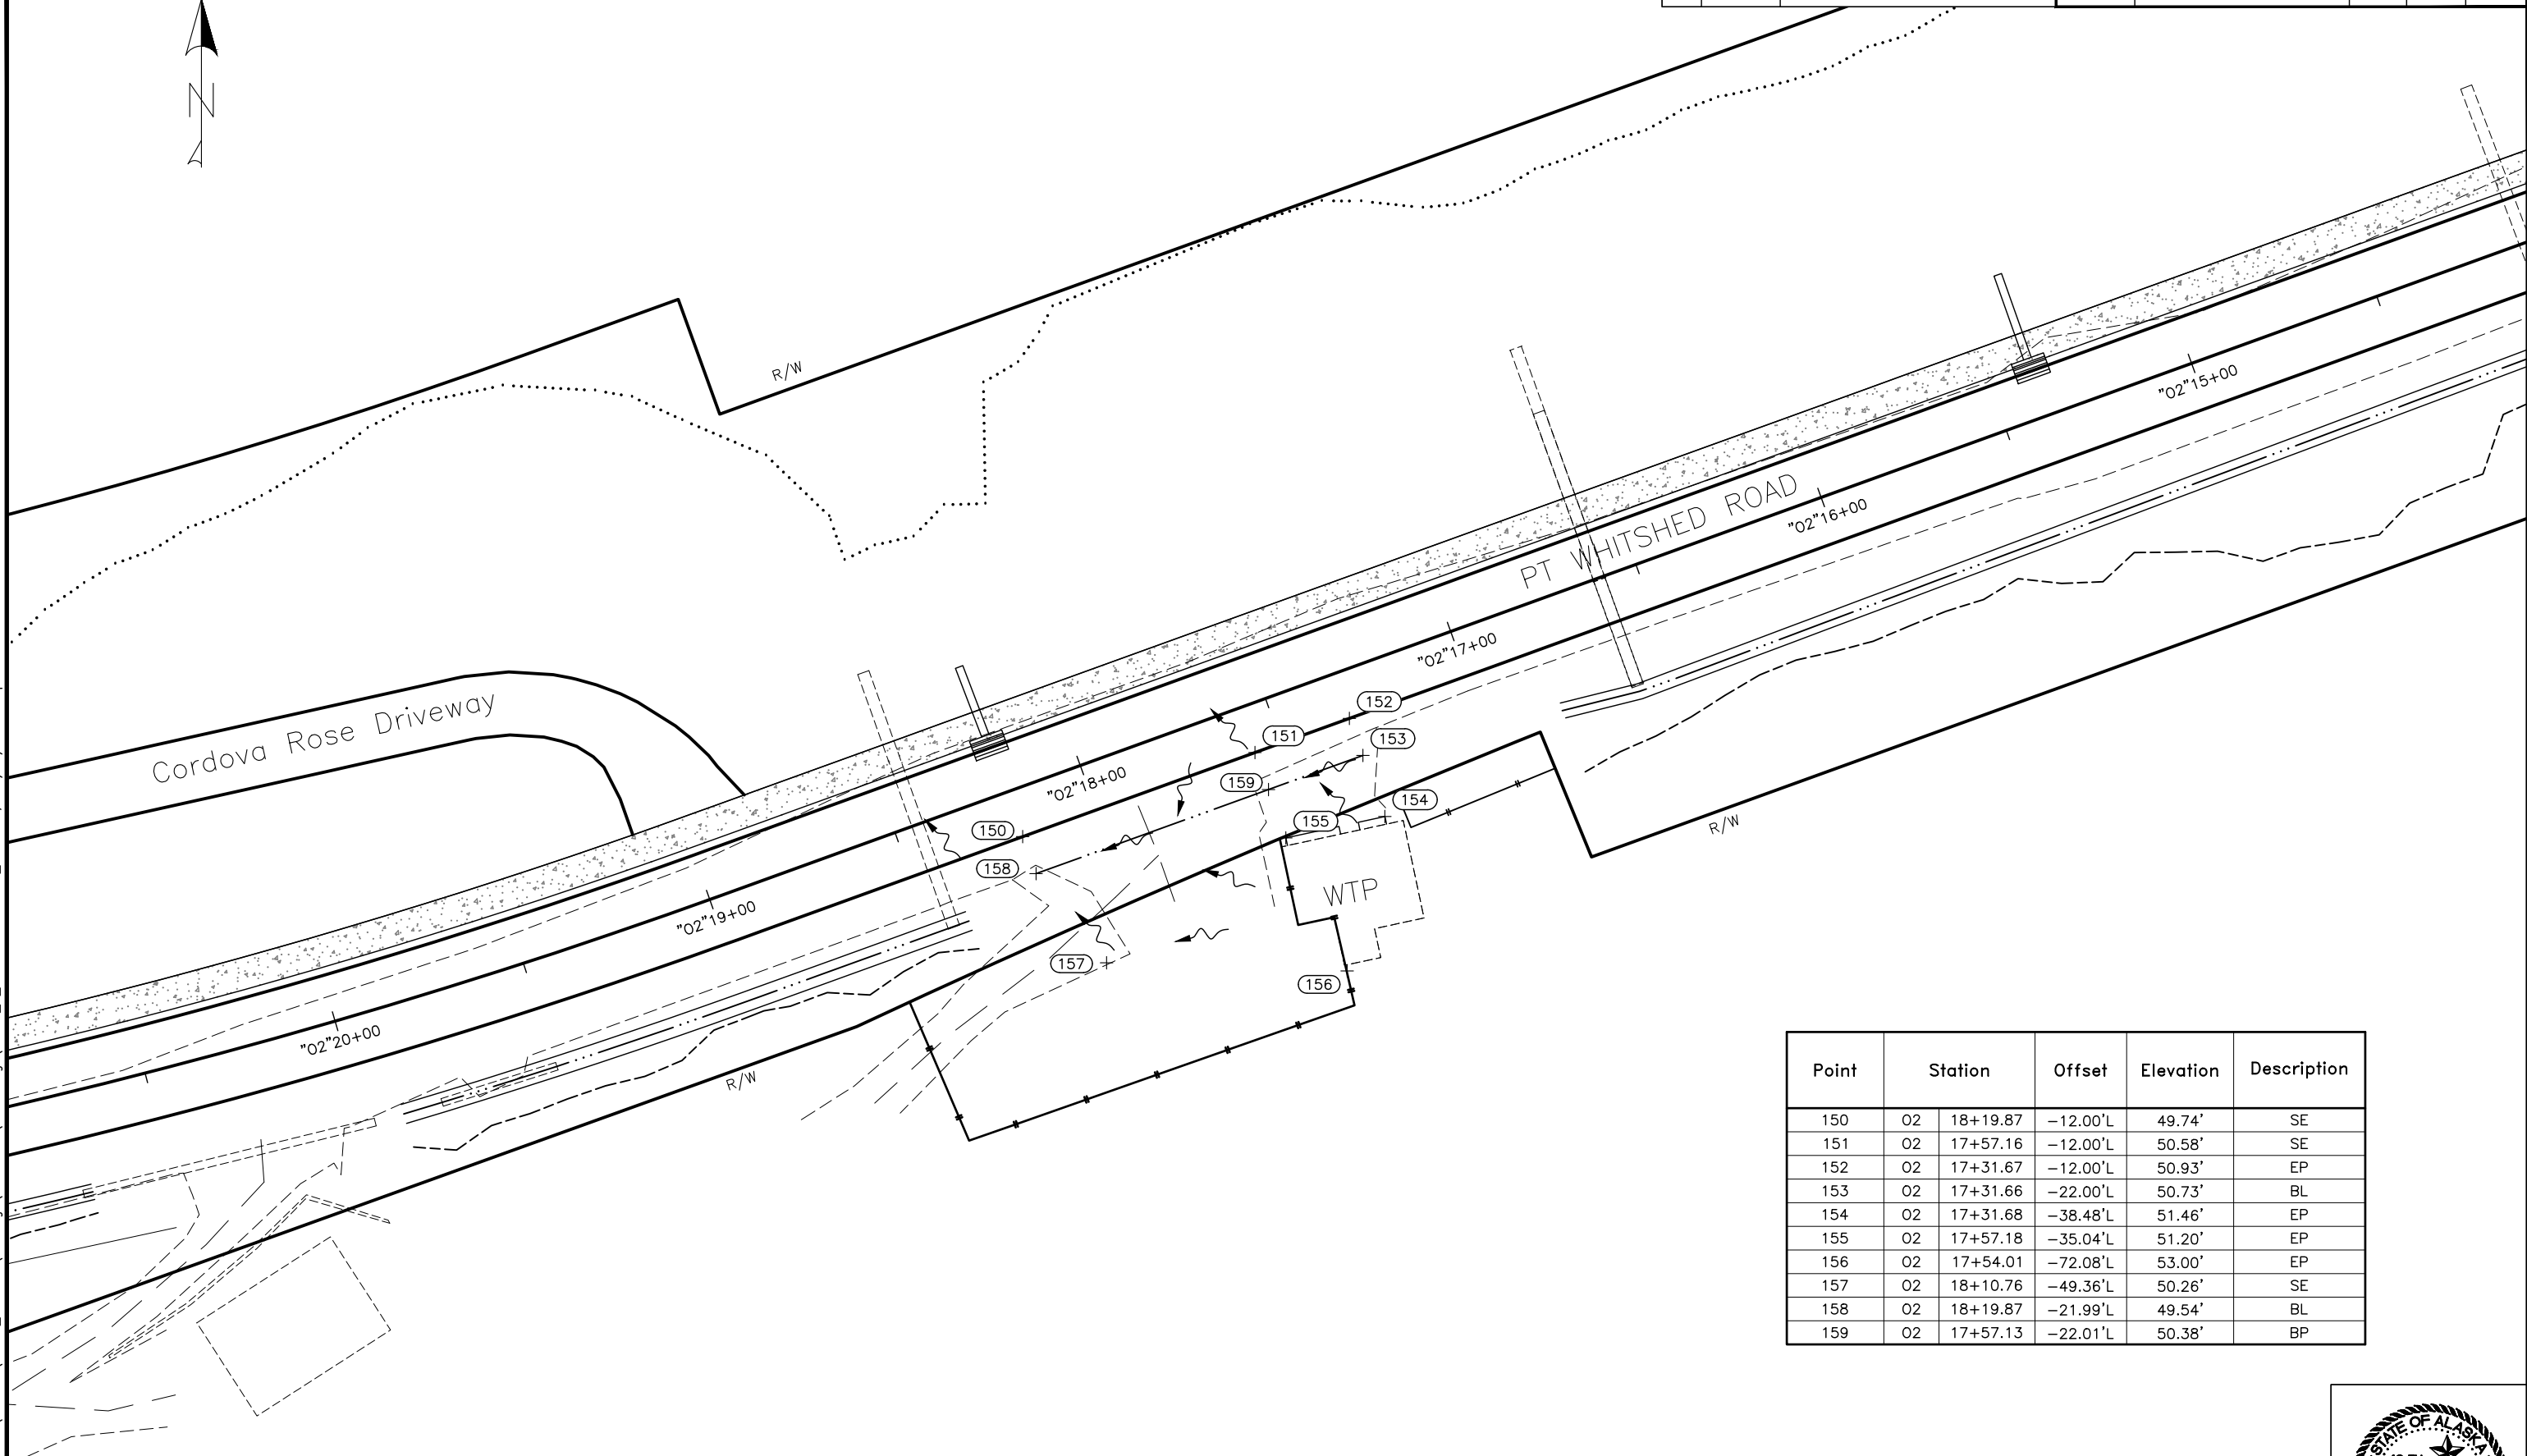 N
R/W
"02"15+00
PT WHITSHED ROAD
"02"16+00
"02"17+00
Cordova Rose Driveway
152
151
153
"02"18+00
159
154
150
155
158
WTP
"02"19+00
R/W
157
156
"02"20+00
R/W
Point Station Offset Elevation Description
150 02 18+19.87 -12.00'L 49.74' SE
151 02 17+57.16 -12.00'L 50.58' SE
152 02 17+31.67 -12.00'L 50.93' EP
153 02 17+31.66 -22.00'L 50.73' BL
154 02 17+31.68 -38.48'L 51.46' EP
155 02 17+57.18 -35.04'L 51.20' EP
156 02 17+54.01 -72.08'L 53.00' EP
157 02 18+10.76 -49.36'L 50.26' SE
158 02 18+19.87 -21.99'L 49.54' BL
159 02 17+57.13 -22.01'L 50.38' BP
STATE OF ALASKA